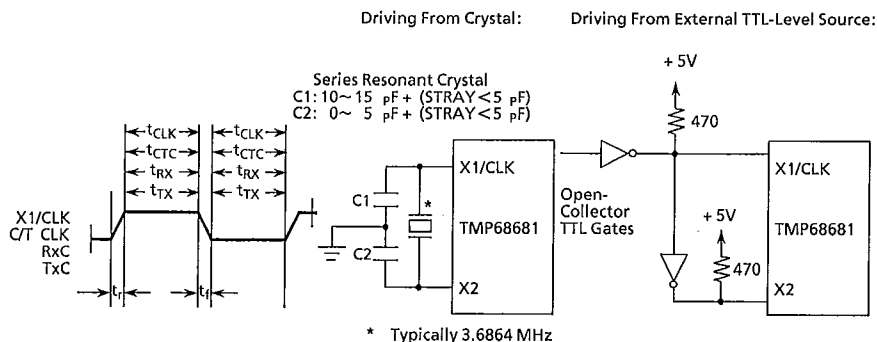 Driving From Crystal:
Driving From External TTL-Level Source:
Series Resonant Crystal
C1: 10~ 15 pF + (STRAY<5 pF)
C2: 0~ 5 pF + (STRAY<5 pF)
tCLK
tCLK
tCTC
tCTC
tRX
tRX
tTX
tTX
X1/CLK
C/T CLK
RxC
TxC
tr
tf
C1
C2
*
X1/CLK
TMP68681
X2
+ 5V
470
Open-
Collector
TTL Gates
+ 5V
470
X1/CLK
TMP68681
X2
* Typically 3.6864 MHz